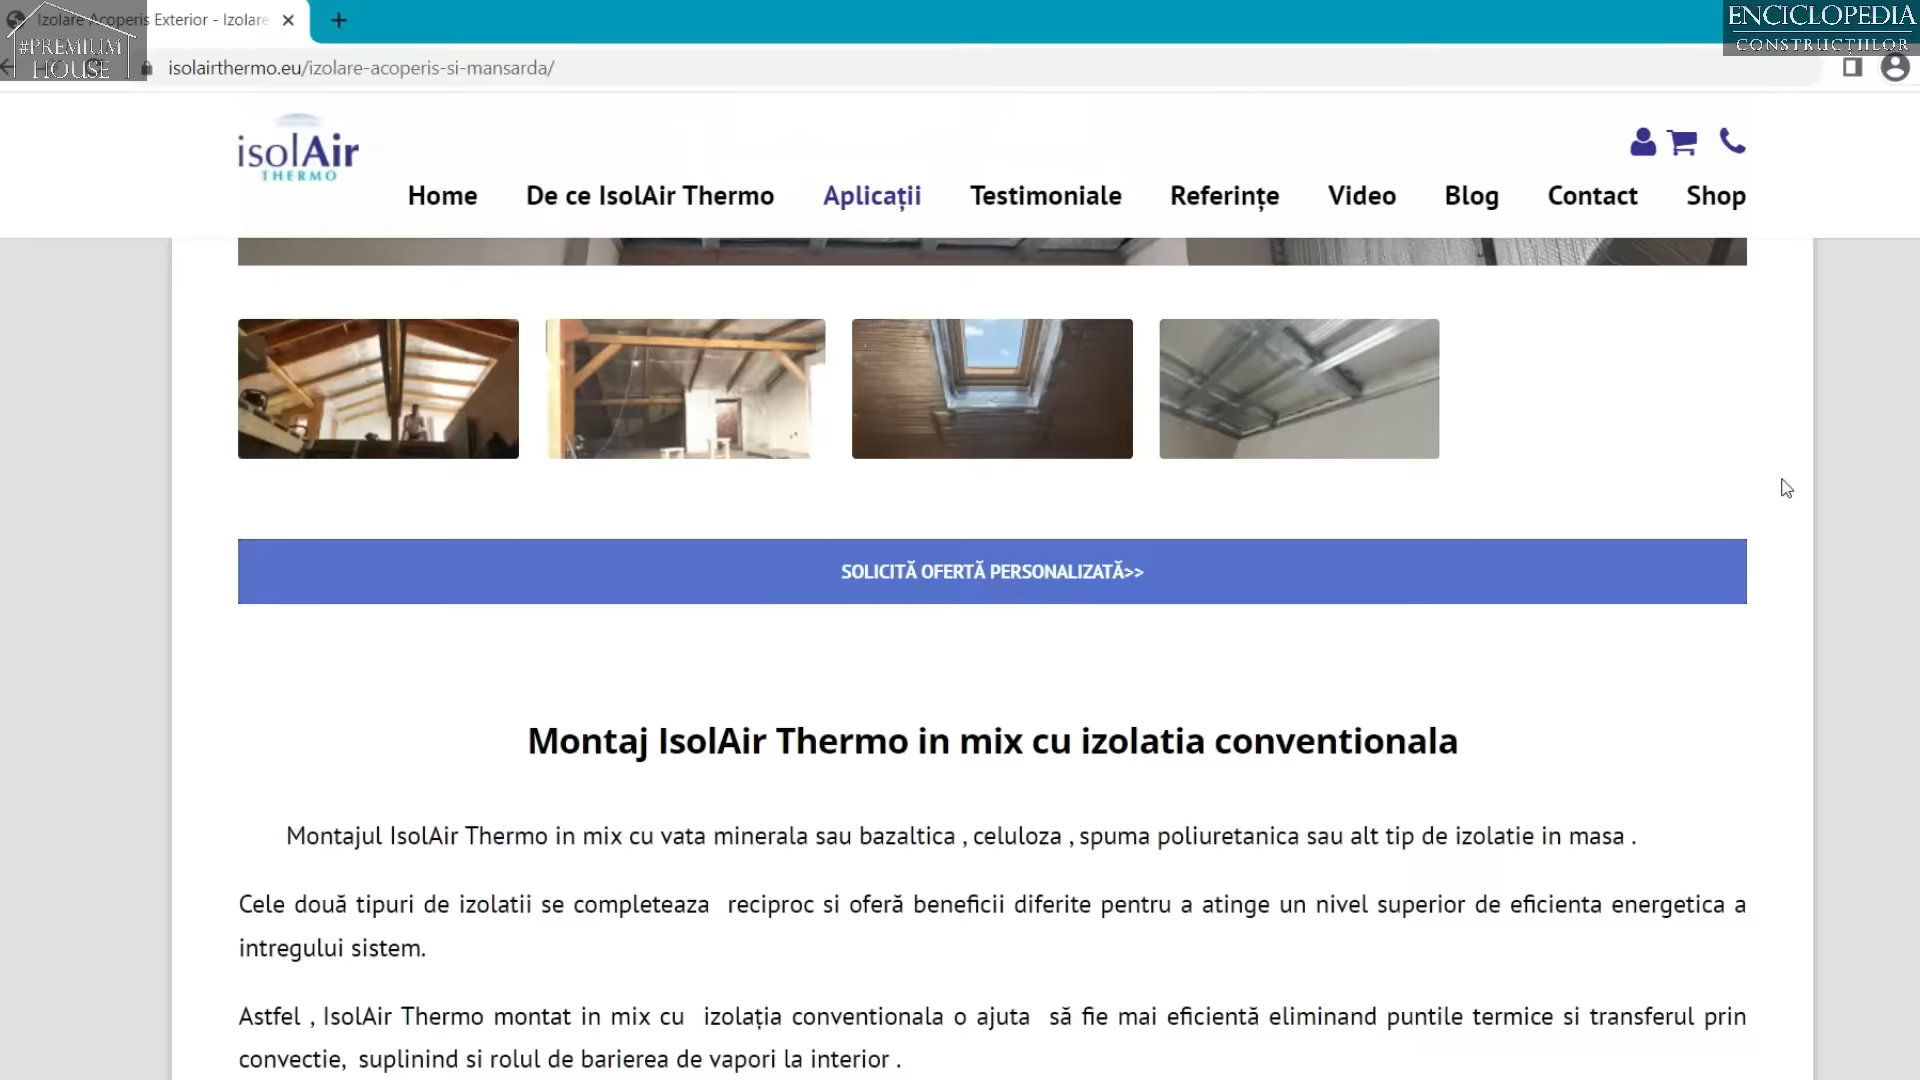 Izolare Acoperis Exterior - Izolare
#PREMIUM
HOUSE
ENCICLOPEDIA
CONSTRUCȚIILOR
isolairthermo.eu/izolare-acoperis-si-mansarda/
isolAir
THERMO
Home De ce IsolAir Thermo Aplicații Testimoniale Referințe Video Blog Contact Shop
SOLICITĂ OFERTĂ PERSONALIZATĂ>>
Montaj IsolAir Thermo in mix cu izolatia conventionala
Montajul IsolAir Thermo in mix cu vata minerala sau bazaltica , celuloza , spuma poliuretanica sau alt tip de izolatie in masa .
Cele două tipuri de izolatii se completeaza reciproc si oferă beneficii diferite pentru a atinge un nivel superior de eficienta energetica a
intregului sistem.
Astfel , IsolAir Thermo montat in mix cu izolația conventionala o ajuta să fie mai eficientă eliminand puntile termice si transferul prin
convectie, suplinind si rolul de barierea de vapori la interior .